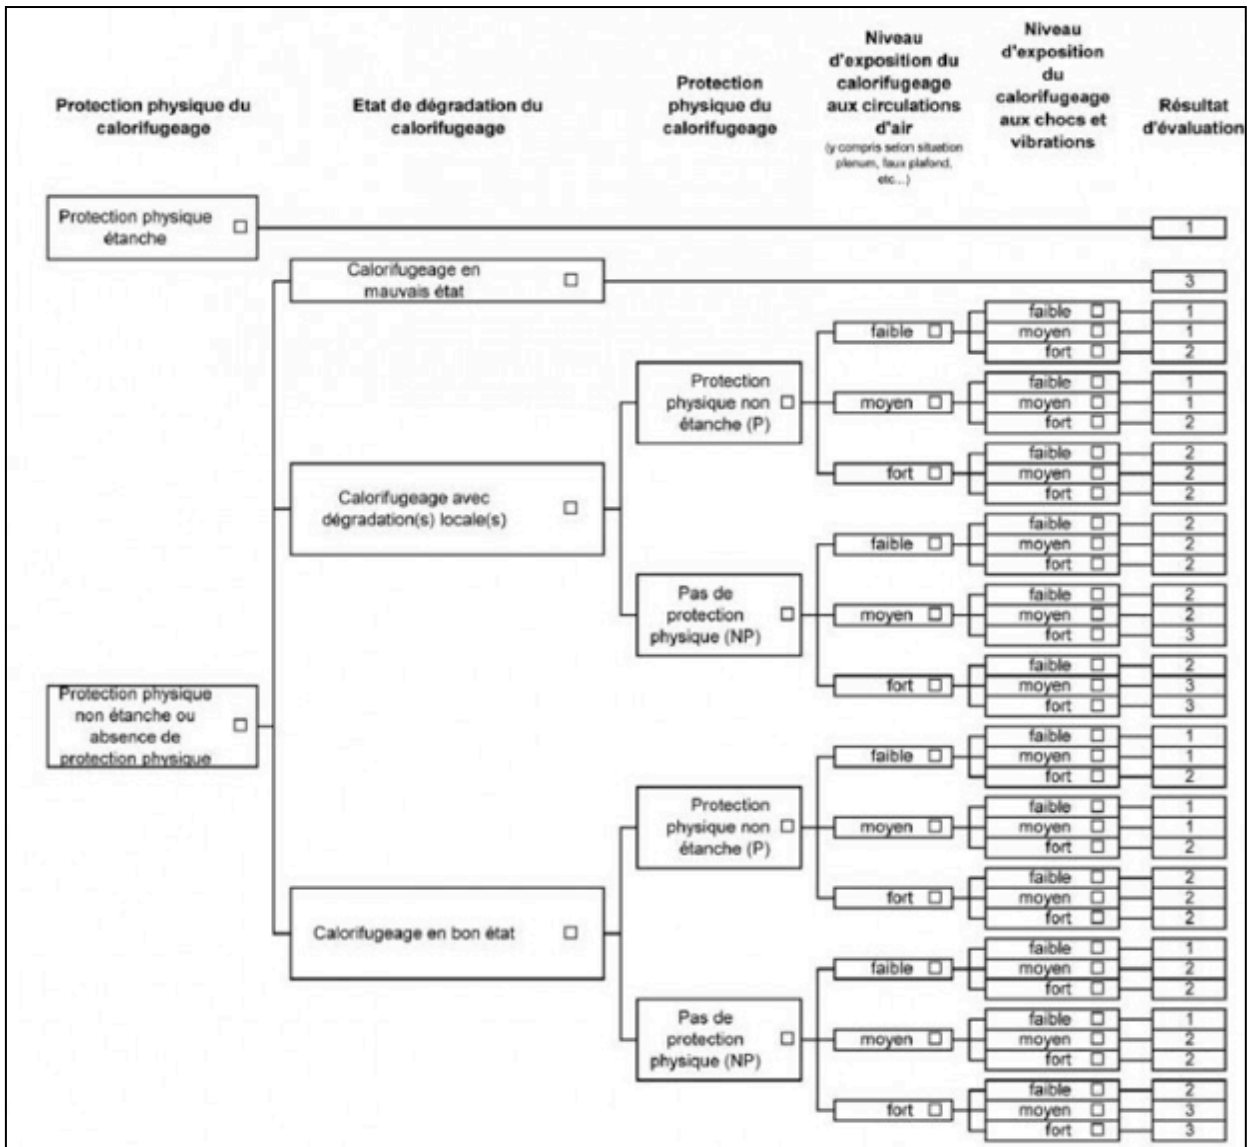 Protection physique du
calorifugeage
Etat de dégradation du
calorifugeage
Protection
physique du
calorifugeage
Niveau
d'exposition du
calorifugeage
aux circulations
d'air
(y compris selon situation
plenum, faux plafond,
etc...)
Niveau
d'exposition
du
calorifugeage
aux chocs et
vibrations
Résultat
d'évaluation
Protection physique
étanche
1
Calorifugeage en
mauvais état
3
Protection physique
non étanche ou
absence de
protection physique
Calorifugeage avec
dégradation(s) locale(s)
Protection
physique non
étanche (P)
faible
faible 1
moyen 1
fort 2
moyen
faible 1
moyen 1
fort 2
fort
faible 2
moyen 2
fort 2
Pas de
protection
physique (NP)
faible
faible 2
moyen 2
fort 2
moyen
faible 2
moyen 2
fort 3
fort
faible 2
moyen 3
fort 3
Calorifugeage en bon état
Protection
physique non
étanche (P)
faible
faible 1
moyen 1
fort 2
moyen
faible 1
moyen 1
fort 2
fort
faible 2
moyen 2
fort 2
Pas de
protection
physique (NP)
faible
faible 1
moyen 2
fort 2
moyen
faible 1
moyen 2
fort 2
fort
faible 2
moyen 3
fort 3